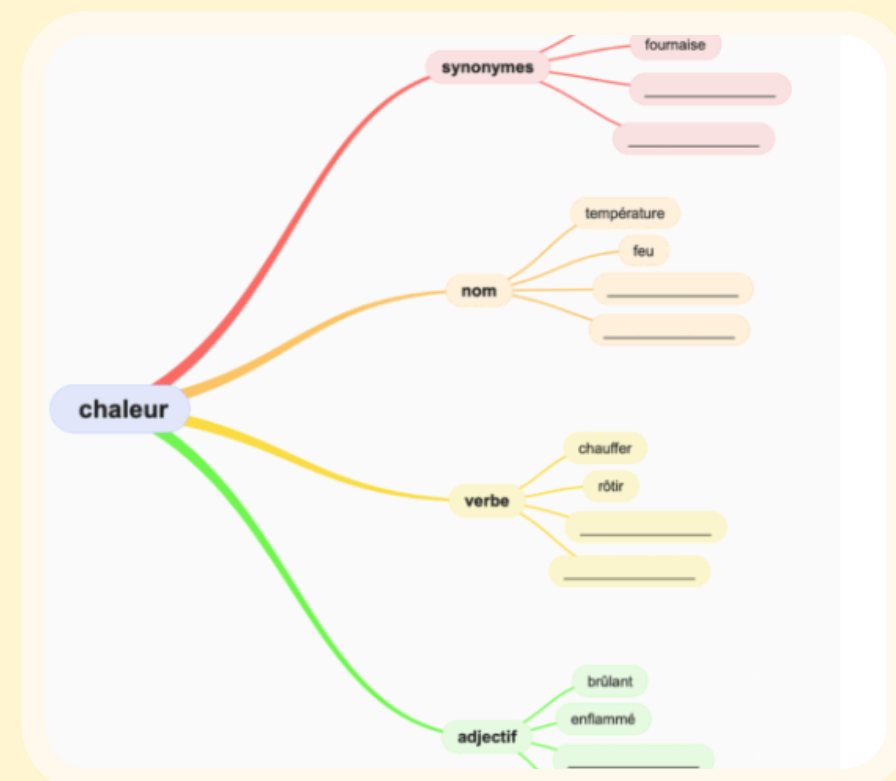 fournaise
synonymes
température
feu
nom
chaleur
chauffer
rôtir
verbe
brûlant
enflammé
adjectif